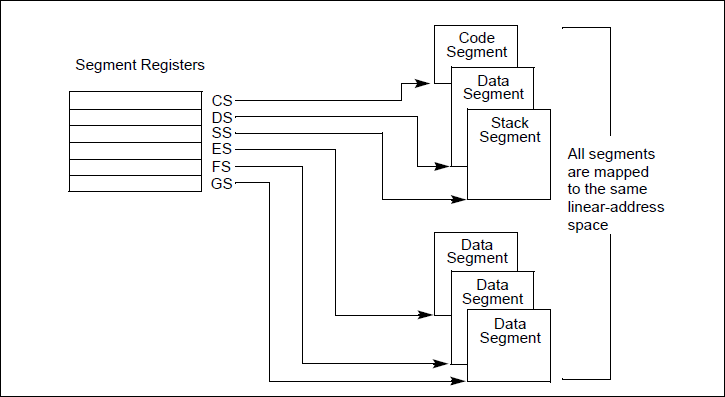 Segment Registers
CS
DS
SS
ES
FS
GS
Code
Segment
Data
Segment
Stack
Segment
Data
Segment
Data
Segment
Data
Segment
All segments
are mapped
to the same
linear-address
space